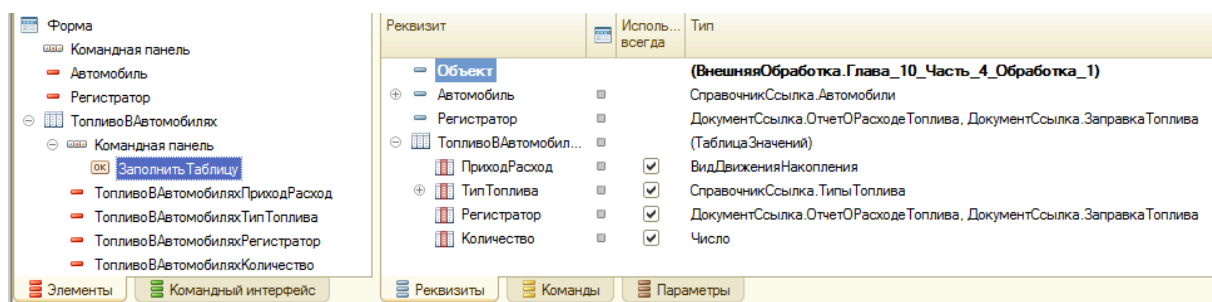 Форма
Командная панель
Автомобиль
Регистратор
ТопливоВАвтомобилях
Командная панель
OK ЗаполнитьТаблицу
ТопливоВАвтомобиляхПриходРасход
ТопливоВАвтомобиляхТипТоплива
ТопливоВАвтомобиляхРегистратор
ТопливоВАвтомобиляхКоличество
Элементы Командный интерфейс
Реквизит Исполь... всегда Тип
Объект (ВнешняяОбработка.Глава_10_Часть_4_Обработка_1)
Автомобиль СправочникСсылка.Автомобили
Регистратор ДокументСсылка.ОтчетОРасходеТоплива, ДокументСсылка.ЗаправкаТоплива
ТопливоВАвтомобил... (ТаблицаЗначений)
ПриходРасход ВидДвиженияНакопления
ТипТоплива СправочникСсылка.ТипыТоплива
Регистратор ДокументСсылка.ОтчетОРасходеТоплива, ДокументСсылка.ЗаправкаТоплива
Количество Число
Реквизиты Команды Параметры